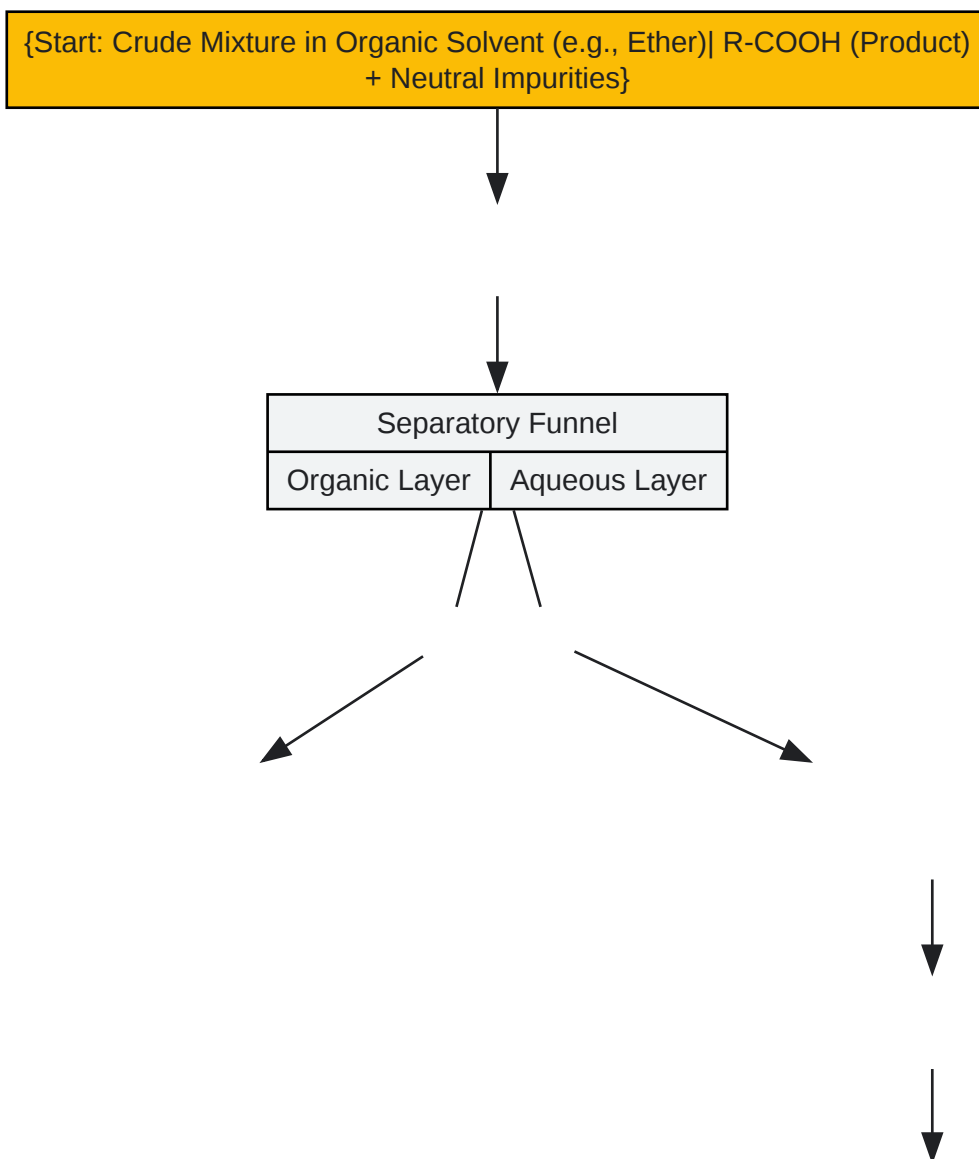 {Start: Crude Mixture in Organic Solvent (e.g., Ether)| R-COOH (Product)
+ Neutral Impurities}
Separatory Funnel
Organic Layer
Aqueous Layer